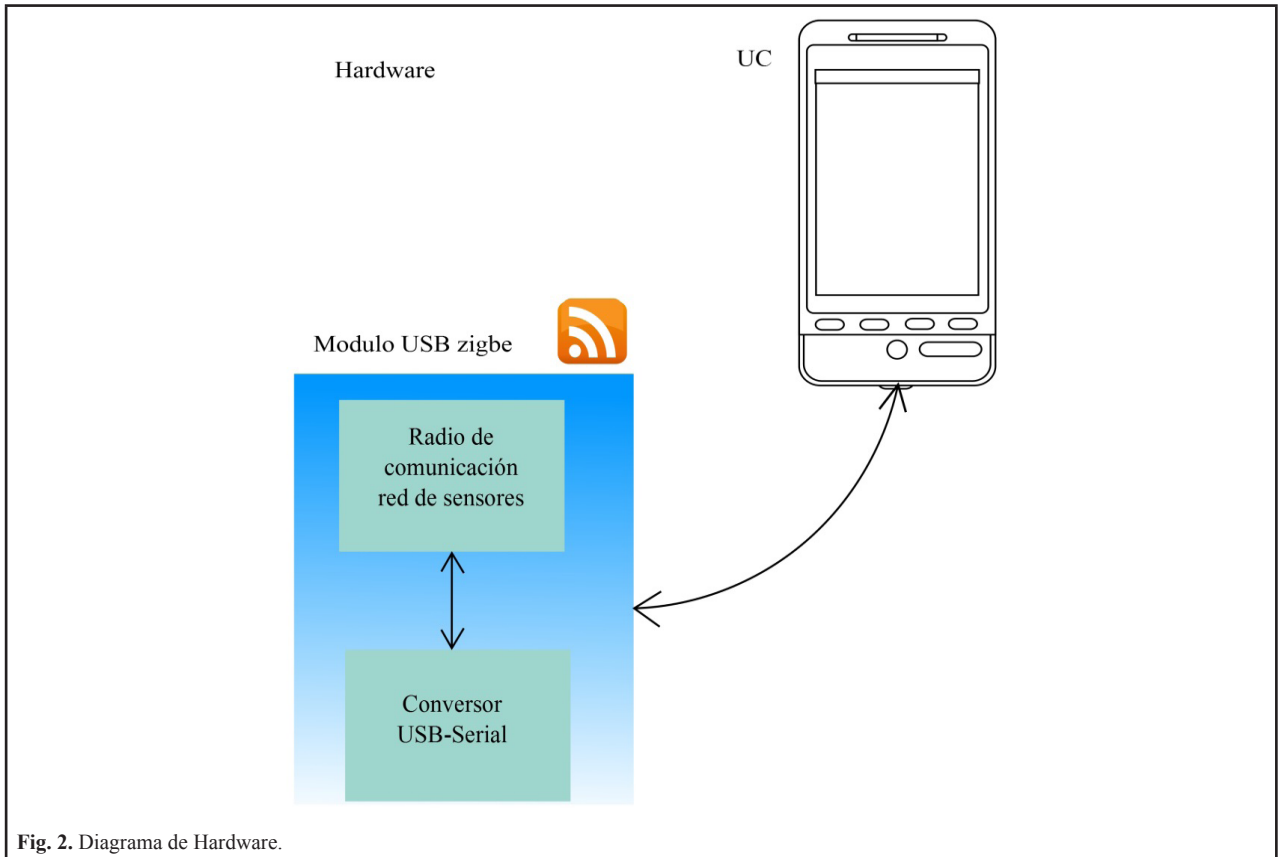 Hardware
UC
Modulo USB zigbe
Radio de
comunicación
red de sensores
Conversor
USB-Serial
Fig. 2. Diagrama de Hardware.